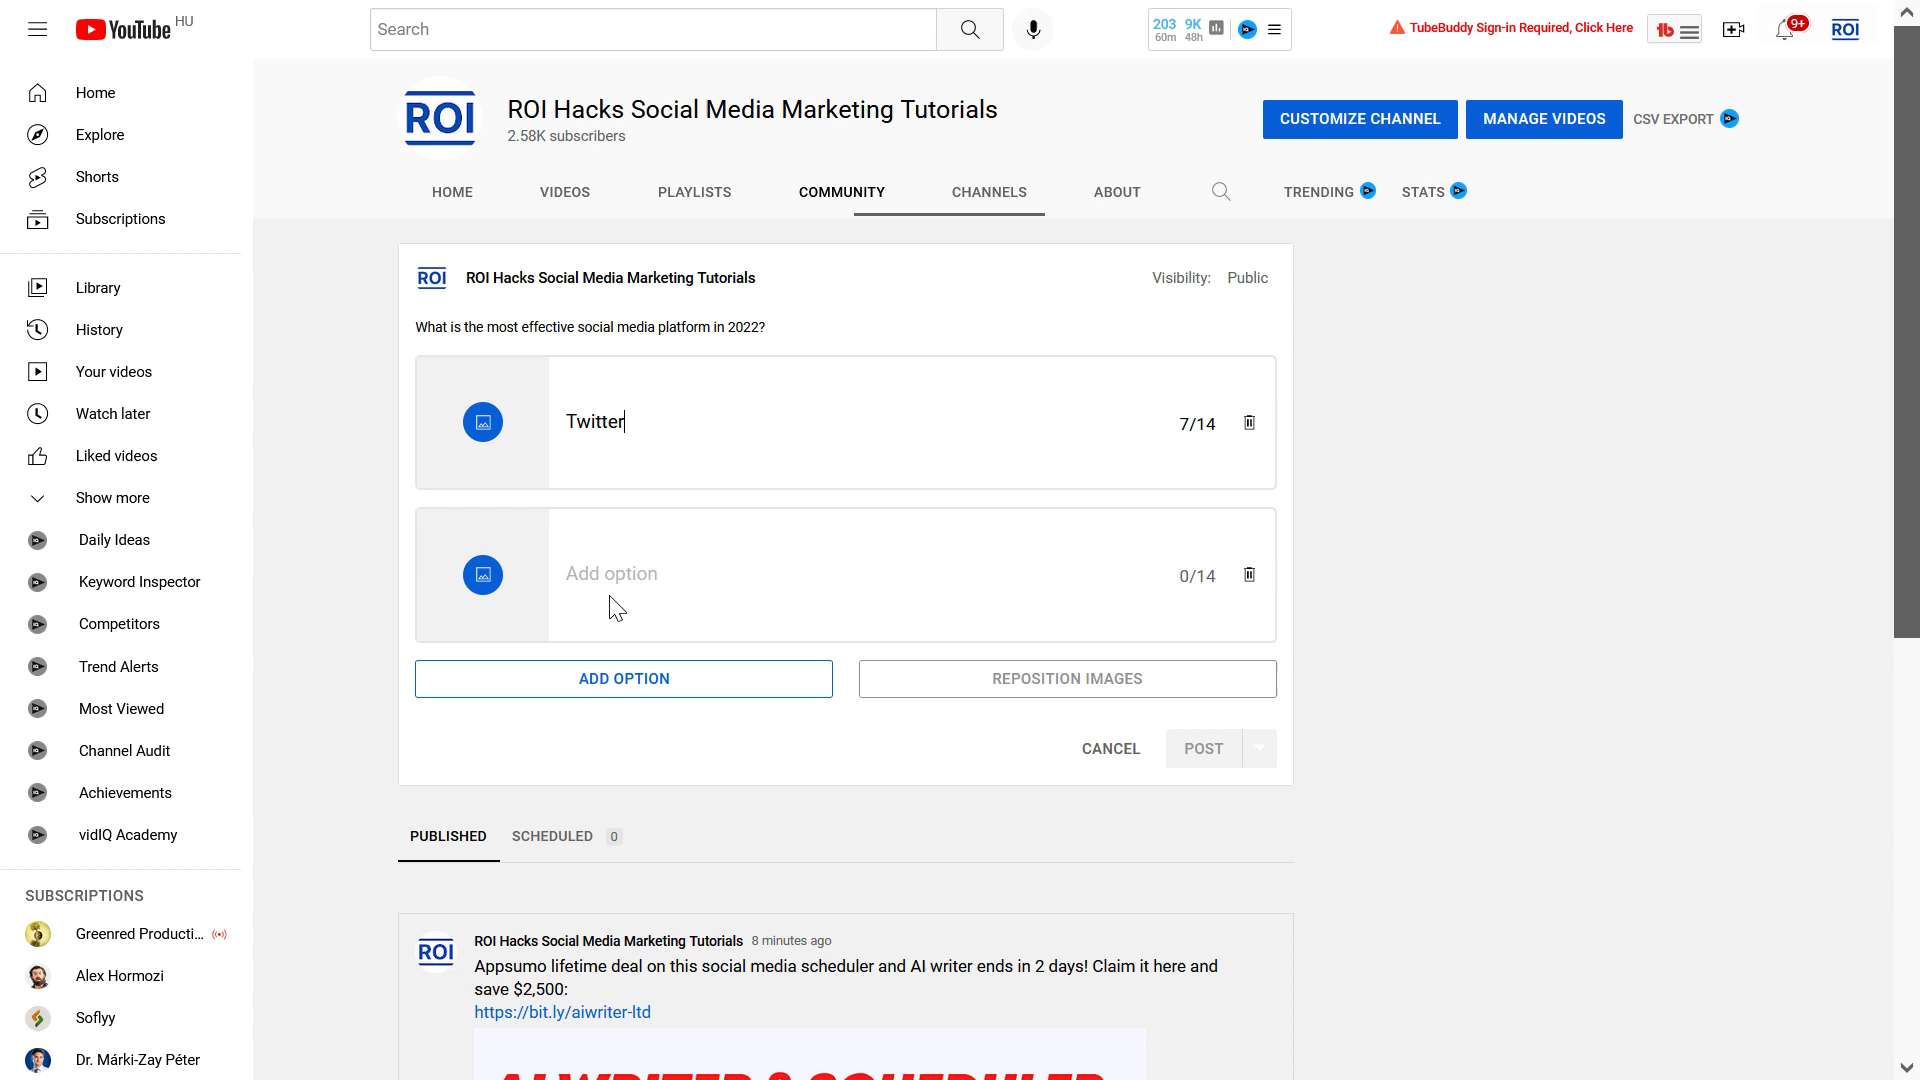 YouTube HU
Search
203 9K
60m 48h
TubeBuddy Sign-in Required, Click Here
tb
9+
ROI
Home
Explore
Shorts
Subscriptions
Library
History
Your videos
Watch later
Liked videos
Show more
Daily Ideas
Keyword Inspector
Competitors
Trend Alerts
Most Viewed
Channel Audit
Achievements
vidIQ Academy
SUBSCRIPTIONS
Greenred Producti...
Alex Hormozi
Soflyy
Dr. Márki-Zay Péter
ROI
ROI Hacks Social Media Marketing Tutorials
2.58K subscribers
CUSTOMIZE CHANNEL
MANAGE VIDEOS
CSV EXPORT
HOME
VIDEOS
PLAYLISTS
COMMUNITY
CHANNELS
ABOUT
TRENDING
STATS
ROI
ROI Hacks Social Media Marketing Tutorials
Visibility: Public
What is the most effective social media platform in 2022?
Twitter
7/14
Add option
0/14
ADD OPTION
REPOSITION IMAGES
CANCEL
POST
PUBLISHED
SCHEDULED 0
ROI
ROI Hacks Social Media Marketing Tutorials 8 minutes ago
Appsumo lifetime deal on this social media scheduler and AI writer ends in 2 days! Claim it here and
save $2,500:
https://bit.ly/aiwriter-ltd
AI WRITER & SCHEDULER